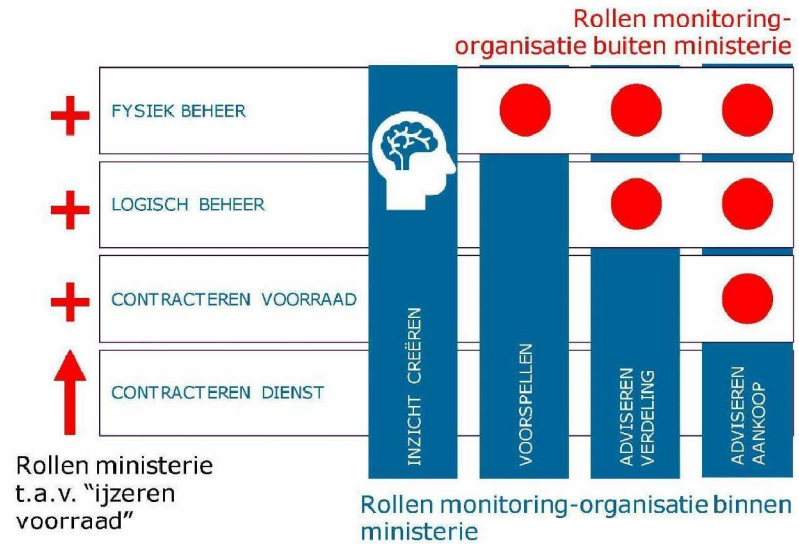 Rollen monitoring-
organisatie buiten ministerie
FYSIEK BEHEER
LOGISCH BEHEER
CONTRACTEREN VOORRAAD
CONTRACTEREN DIENST
INZICHT CREËREN
VOORSPELLEN
ADVISEREN
VERDELING
ADVISEREN
AANKOOP
Rollen ministerie
t.a.v. “ijzeren
voorraad”
Rollen monitoring-organisatie binnen
ministerie